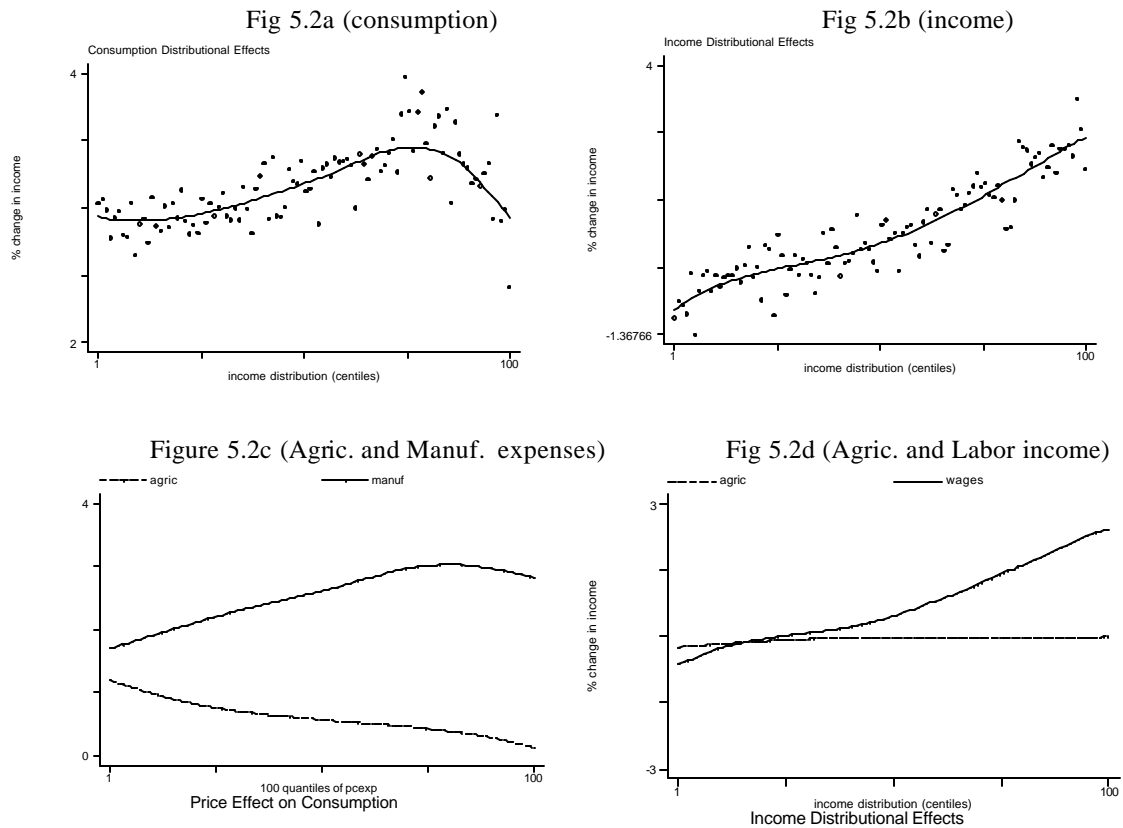 Fig 5.2a (consumption)
Consumption Distributional Effects
4
% change in income
2
1
100
income distribution (centiles)
Fig 5.2b (income)
Income Distributional Effects
4
% change in income
-1.36766
1
100
income distribution (centiles)
Figure 5.2c (Agric. and Manuf. expenses)
agric
manuf
4
0
1
100
100 quantiles of pcexp
Price Effect on Consumption
Fig 5.2d (Agric. and Labor income)
agric
wages
3
% change in income
-3
1
100
income distribution (centiles)
Income Distributional Effects